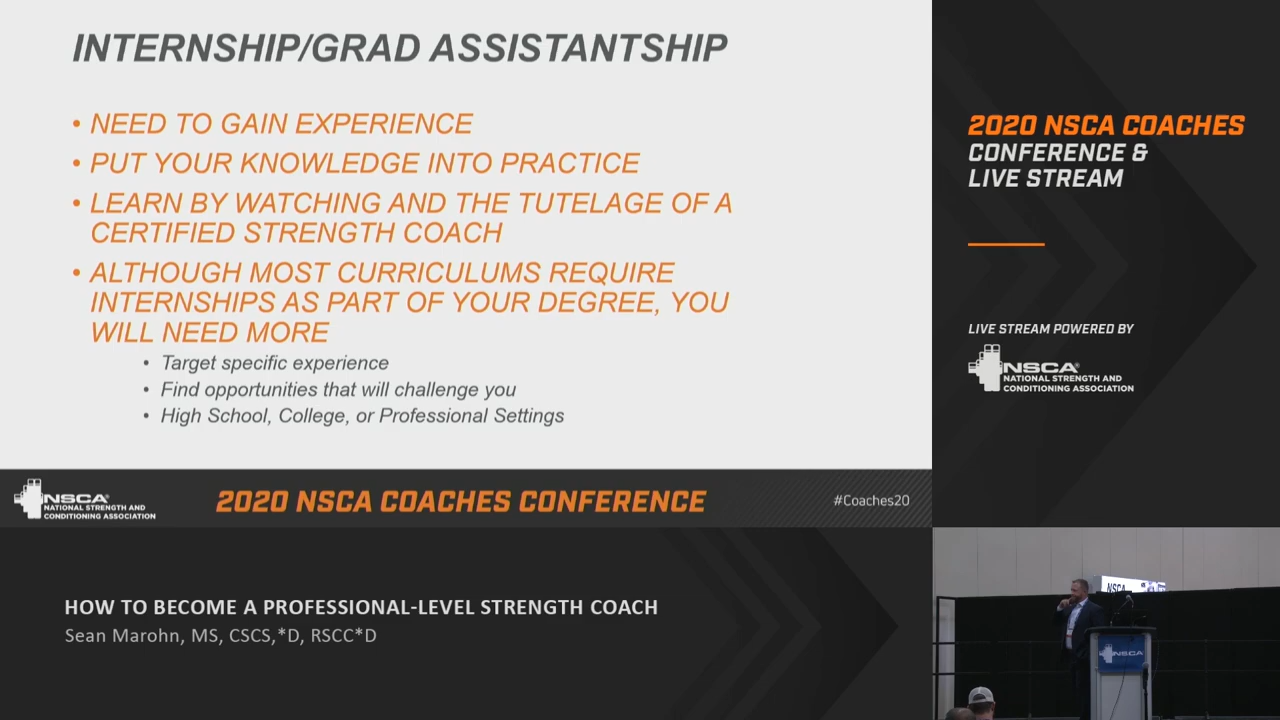 INTERNSHIP/GRAD ASSISTANTSHIP
• NEED TO GAIN EXPERIENCE
• PUT YOUR KNOWLEDGE INTO PRACTICE
• LEARN BY WATCHING AND THE TUTELAGE OF A
CERTIFIED STRENGTH COACH
• ALTHOUGH MOST CURRICULUMS REQUIRE
INTERNSHIPS AS PART OF YOUR DEGREE, YOU
WILL NEED MORE
• Target specific experience
• Find opportunities that will challenge you
• High School, College, or Professional Settings
NSCA®
NATIONAL STRENGTH AND
CONDITIONING ASSOCIATION
2020 NSCA COACHES CONFERENCE
#Coaches20
2020 NSCA COACHES
CONFERENCE &
LIVE STREAM
LIVE STREAM POWERED BY
NSCA®
NATIONAL STRENGTH AND
CONDITIONING ASSOCIATION
HOW TO BECOME A PROFESSIONAL-LEVEL STRENGTH COACH
Sean Marohn, MS, CSCS,*D, RSCC*D
NSCA
NSCA